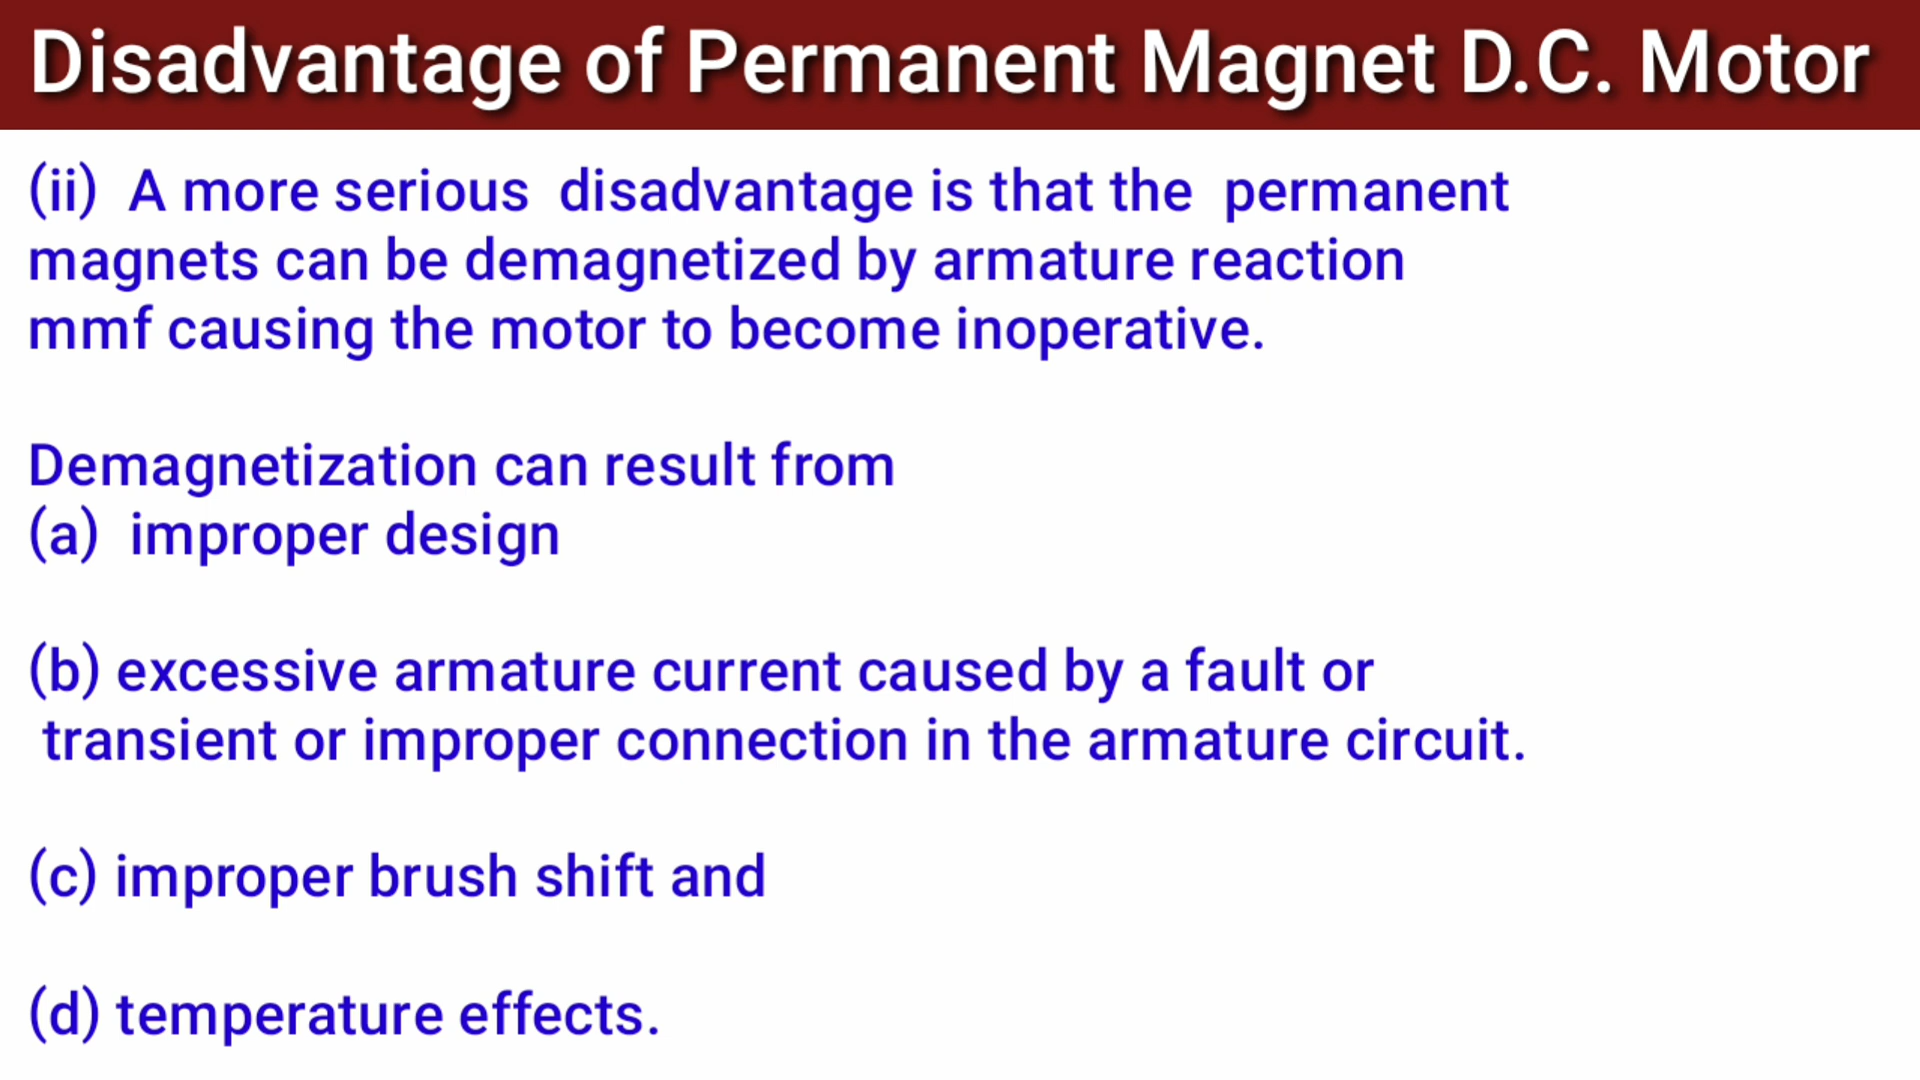 Disadvantage of Permanent Magnet D.C. Motor
(ii) A more serious disadvantage is that the permanent
magnets can be demagnetized by armature reaction
mmf causing the motor to become inoperative.
Demagnetization can result from
(a) improper design
(b) excessive armature current caused by a fault or
transient or improper connection in the armature circuit.
(c) improper brush shift and
(d) temperature effects.